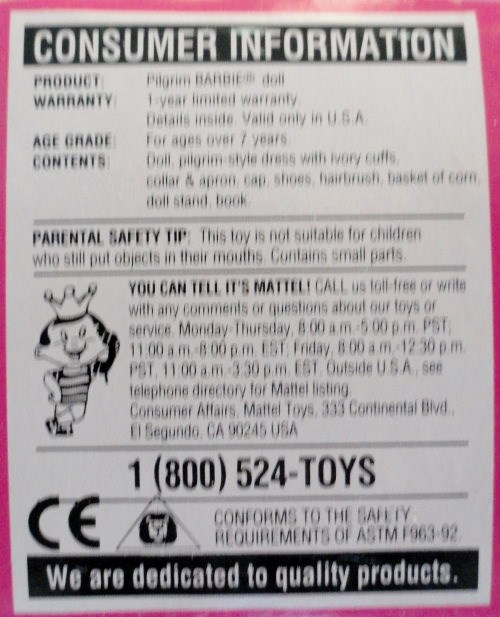 CONSUMER INFORMATION
PRODUCT: Pilgrim BARBIE® doll
WARRANTY: 1-year limited warranty.
Details inside. Valid only in U.S.A.
AGE GRADE: For ages over 7 years.
CONTENTS: Doll, pilgrim-style dress with ivory cuffs,
collar & apron, cap, shoes, hairbrush, basket of corn,
doll stand, book.
PARENTAL SAFETY TIP: This toy is not suitable for children
who still put objects in their mouths. Contains small parts.
YOU CAN TELL IT'S MATTEL! CALL us toll-free or write
with any comments or questions about our toys or
service. Monday-Thursday, 8:00 a.m.-5:00 p.m. PST;
11:00 a.m.-8:00 p.m. EST; Friday, 8:00 a.m.-12:30 p.m.
PST, 11:00 a.m.-3:30 p.m. EST. Outside U.S.A., see
telephone directory for Mattel listing.
Consumer Affairs, Mattel Toys, 333 Continental Blvd.,
El Segundo, CA 90245 USA
1 (800) 524-TOYS
CE
CONFORMS TO THE SAFETY
REQUIREMENTS OF ASTM F963-92.
We are dedicated to quality products.